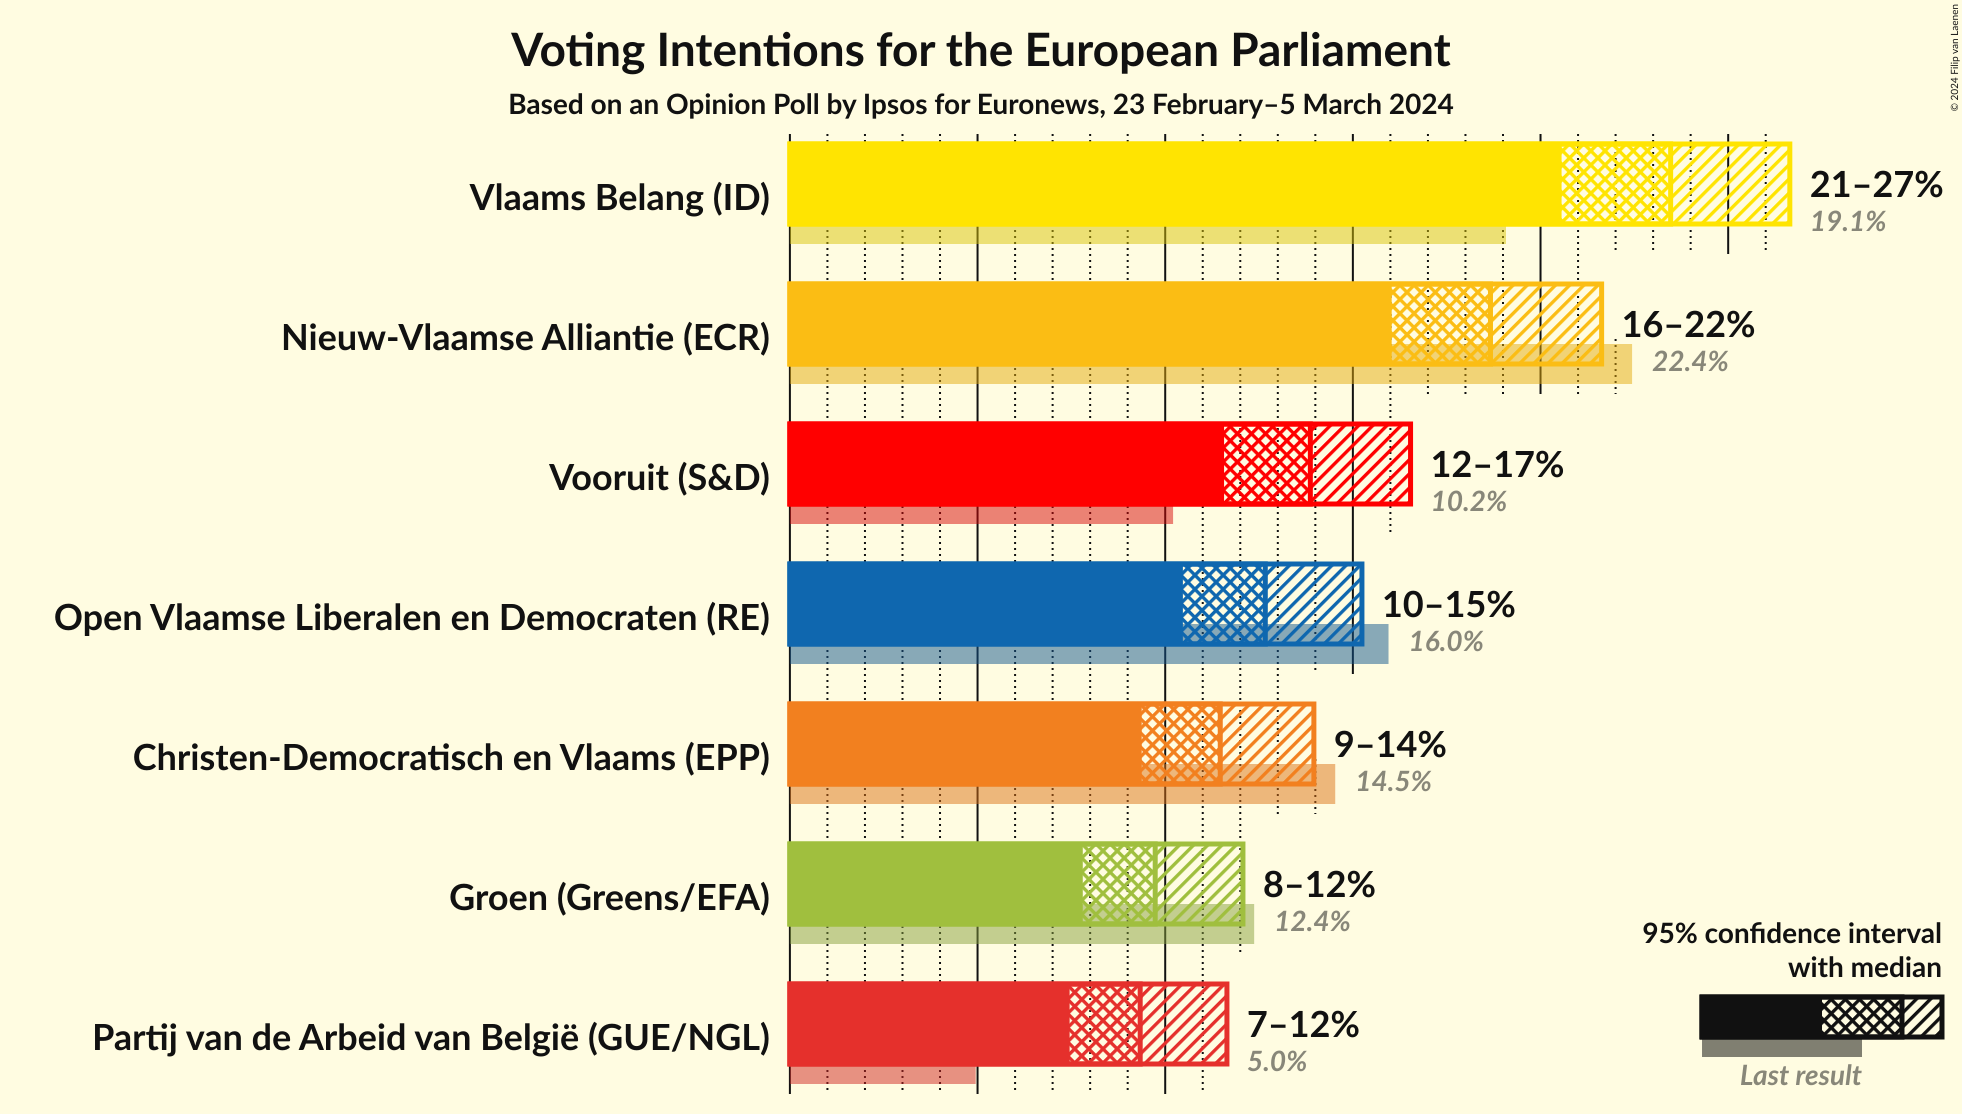 Voting Intentions for the European Parliament
Based on an Opinion Poll by Ipsos for Euronews, 23 February–5 March 2024
© 2024 Filip van Laenen
Vlaams Belang (ID)
21–27%
19.1%
Nieuw-Vlaamse Alliantie (ECR)
16–22%
22.4%
Vooruit (S&D)
12–17%
10.2%
Open Vlaamse Liberalen en Democraten (RE)
10–15%
16.0%
Christen-Democratisch en Vlaams (EPP)
9–14%
14.5%
Groen (Greens/EFA)
8–12%
12.4%
Partij van de Arbeid van België (GUE/NGL)
7–12%
5.0%
95% confidence interval
with median
Last result